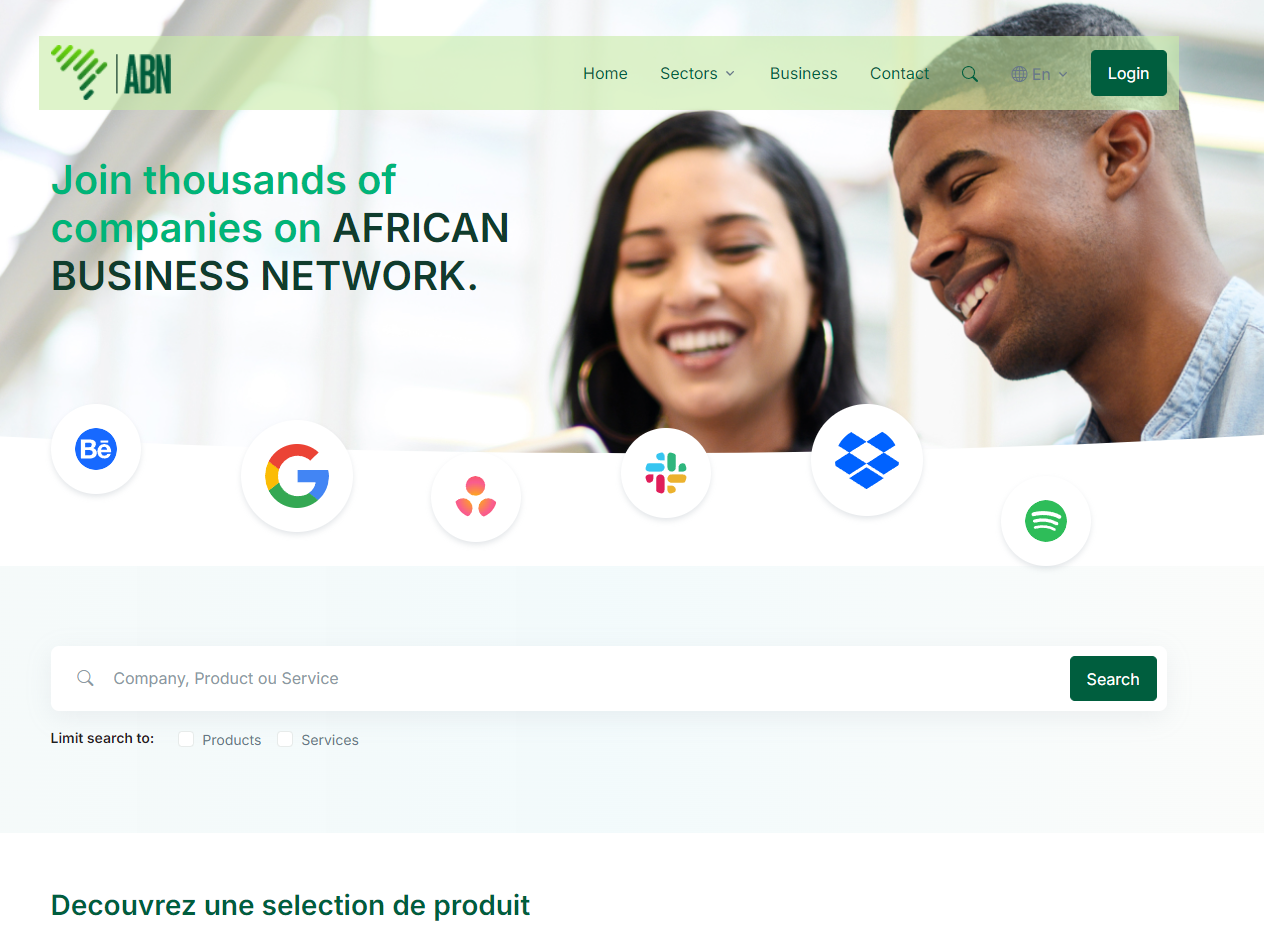 ABN
Home Sectors Business Contact En Login
Join thousands of
companies on AFRICAN
BUSINESS NETWORK.
Bē
G
Company, Product ou Service Search
Limit search to: Products Services
Decouvrez une selection de produit